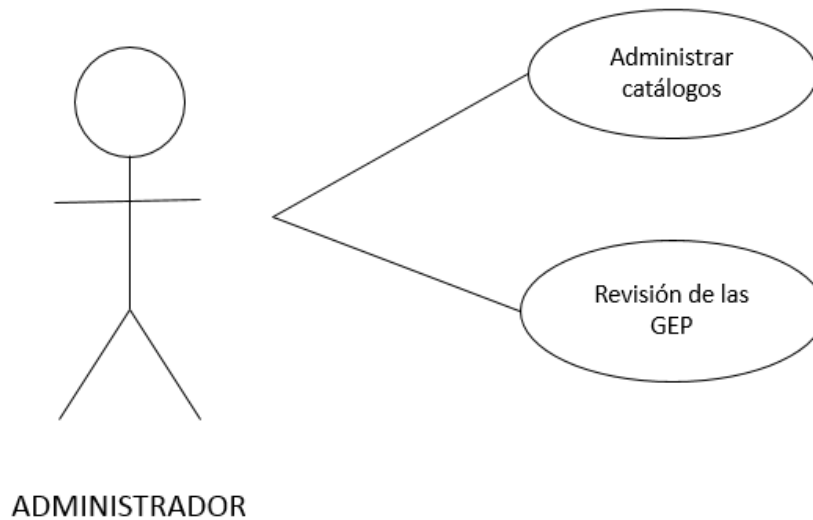 Administrar
catálogos
Revisión de las
GEP
ADMINISTRADOR